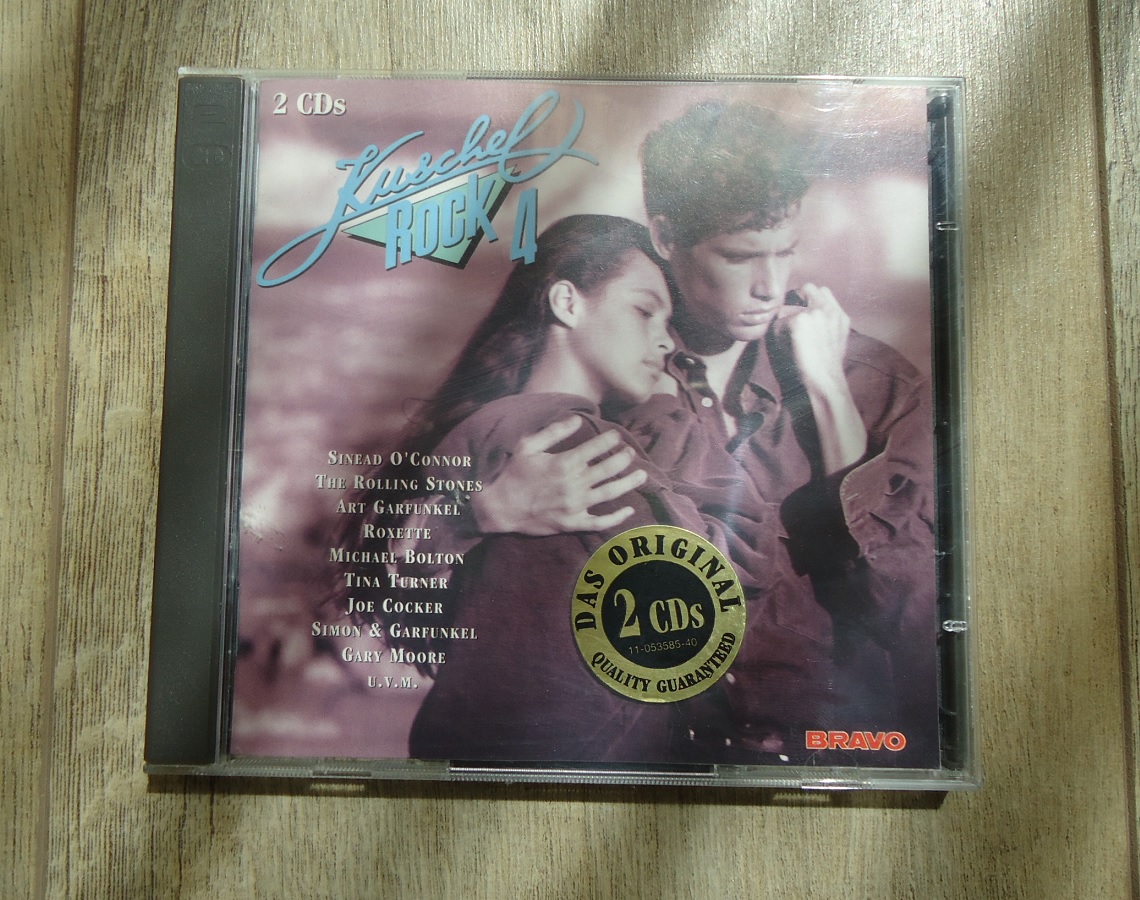 2 CDs
Kuschel
ROCK 4
SINEAD O'CONNOR
THE ROLLING STONES
ART GARFUNKEL
ROXETTE
MICHAEL BOLTON
TINA TURNER
JOE COCKER
SIMON & GARFUNKEL
GARY MOORE
U.V.M.
DAS ORIGINAL
2 CDs
11-053585-40
QUALITY GUARANTEED
BRAVO